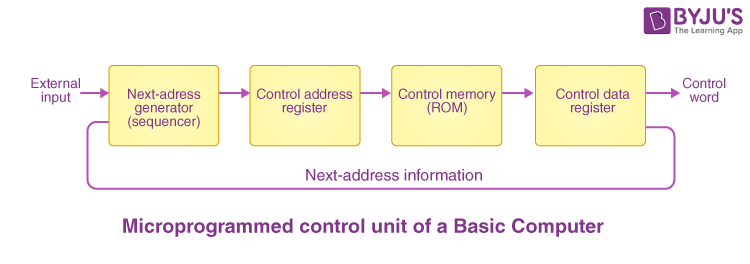 BYJU'S
The Learning App
External
input
Next-adress
generator
(sequencer)
Control address
register
Control memory
(ROM)
Control data
register
Control
word
Next-address information
Microprogrammed control unit of a Basic Computer